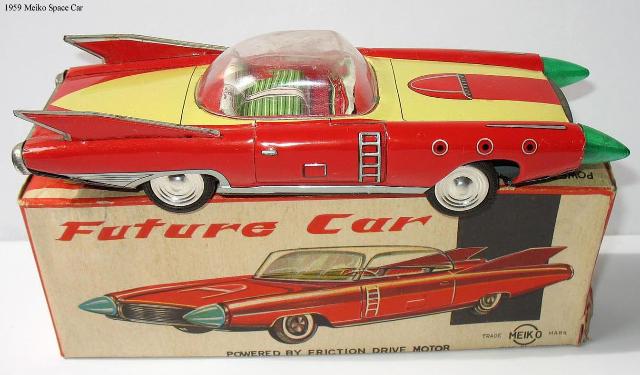 1959 Meiko Space Car
Future Car
TRADE MEIKO MARK
POWERED BY FRICTION DRIVE MOTOR